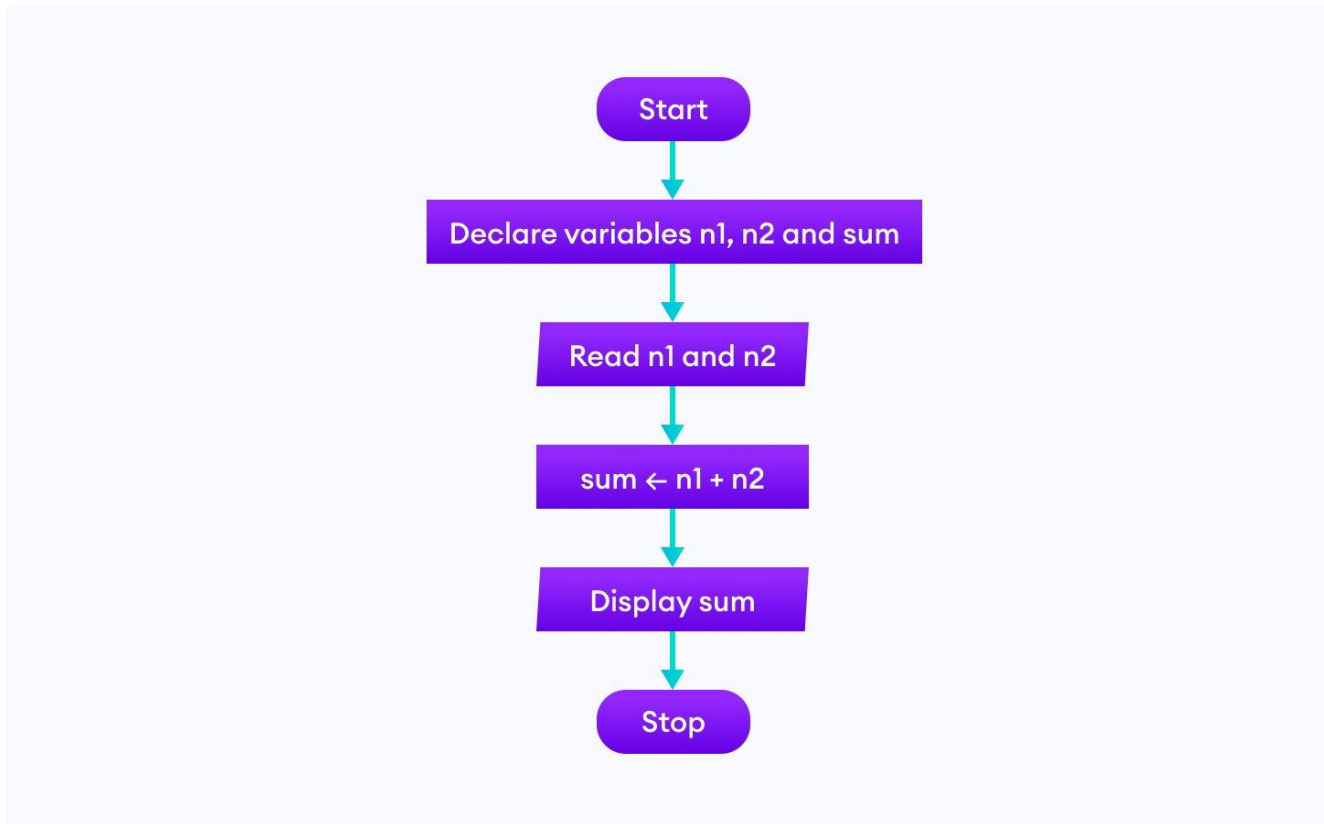 Start
Declare variables n1, n2 and sum
Read n1 and n2
sum ← n1 + n2
Display sum
Stop